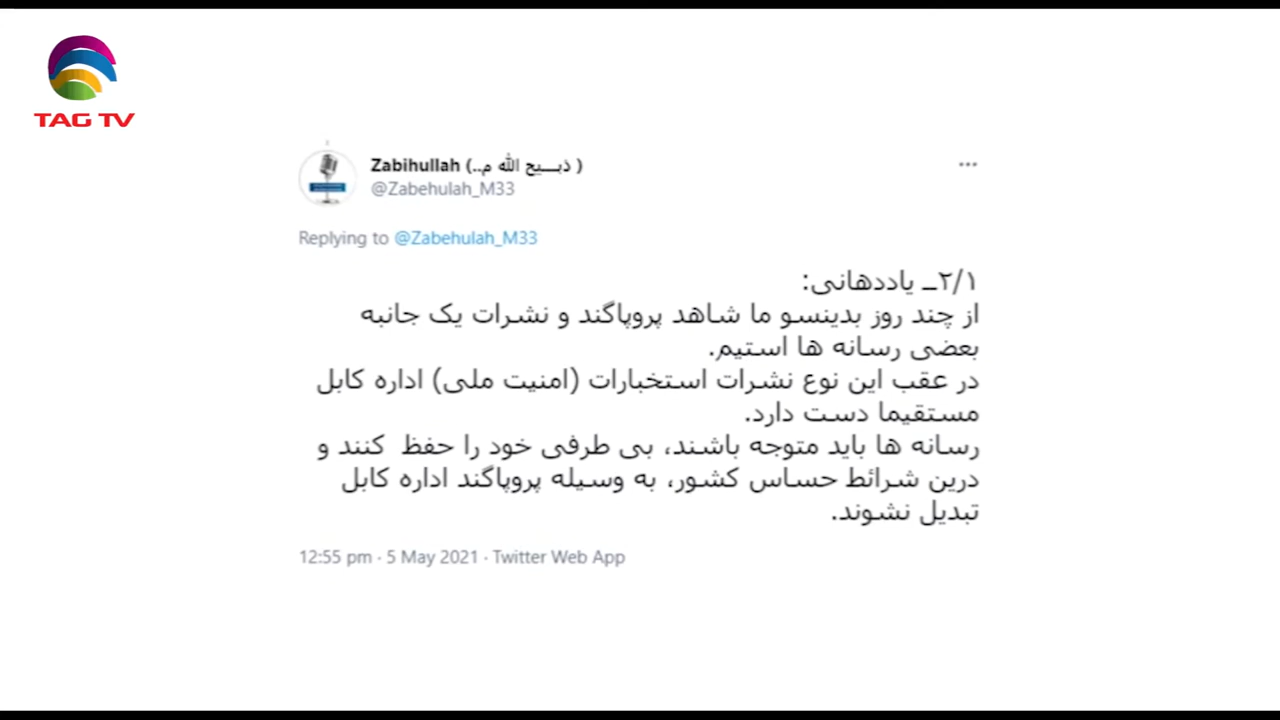 TAG TV
Zabihullah (..ذبـــیح الله م )
@Zabehulah_M33
Replying to @Zabehulah_M33
۲/۱ــ یاددهانی:
از چند روز بدینسو ما شاهد پروپاگند و نشرات یک جانبه
بعضی رسانه ها استیم.
در عقب این نوع نشرات استخبارات (امنیت ملی) اداره کابل
مستقیما دست دارد.
رسانه ها باید متوجه باشند، بی طرفی خود را حفظ  کنند و
درین شرائط حساس کشور، به وسیله پروپاگند اداره کابل
تبدیل نشوند.
12:55 pm · 5 May 2021 · Twitter Web App